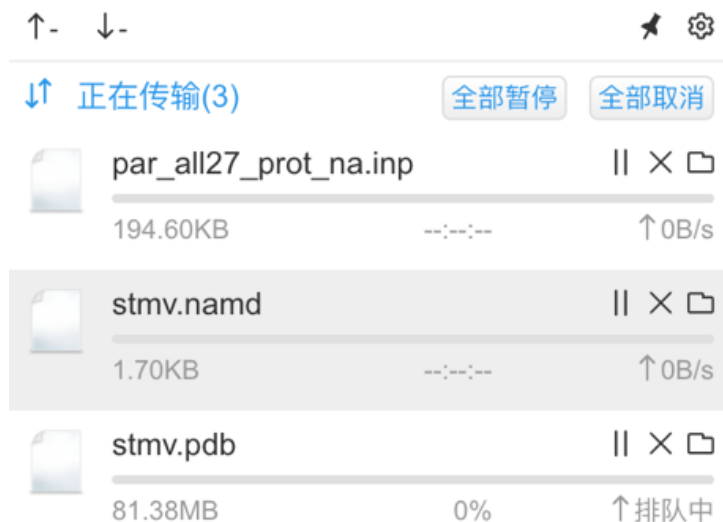 ↑- ↓-
正在传输(3) 全部暂停 全部取消
par_all27_prot_na.inp
194.60KB --:--:-- ↑0B/s
stmv.namd
1.70KB --:--:-- ↑0B/s
stmv.pdb
81.38MB 0% ↑排队中